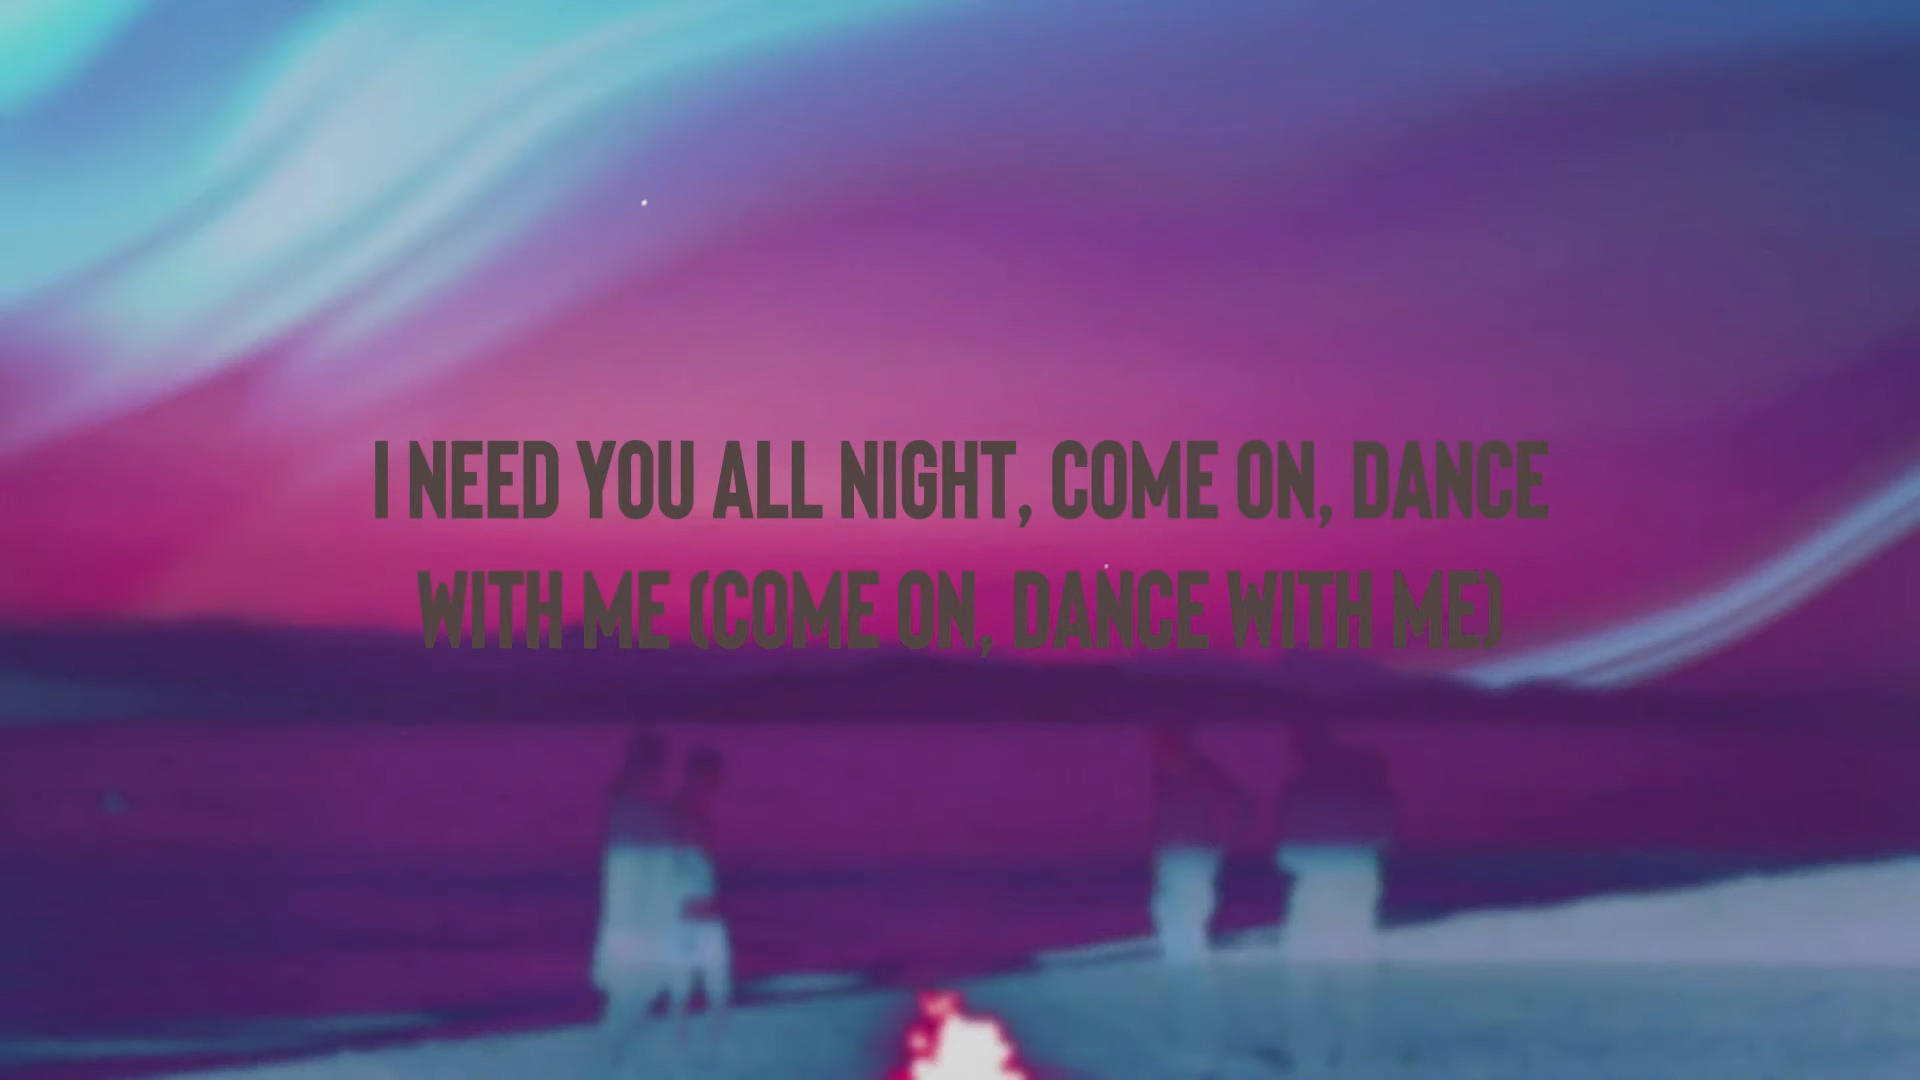 I NEED YOU ALL NIGHT, COME ON, DANCE
WITH ME (COME ON, DANCE WITH ME)